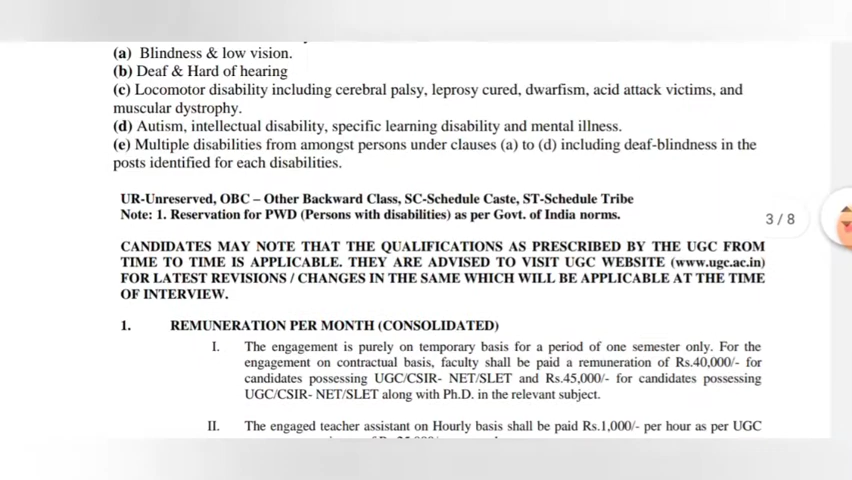 (a) Blindness & low vision.
(b) Deaf & Hard of hearing
(c) Locomotor disability including cerebral palsy, leprosy cured, dwarfism, acid attack victims, and
muscular dystrophy.
(d) Autism, intellectual disability, specific learning disability and mental illness.
(e) Multiple disabilities from amongst persons under clauses (a) to (d) including deaf-blindness in the
posts identified for each disabilities.
UR-Unreserved, OBC – Other Backward Class, SC-Schedule Caste, ST-Schedule Tribe
Note: 1. Reservation for PWD (Persons with disabilities) as per Govt. of India norms.
3 / 8
CANDIDATES MAY NOTE THAT THE QUALIFICATIONS AS PRESCRIBED BY THE UGC FROM
TIME TO TIME IS APPLICABLE. THEY ARE ADVISED TO VISIT UGC WEBSITE (www.ugc.ac.in)
FOR LATEST REVISIONS / CHANGES IN THE SAME WHICH WILL BE APPLICABLE AT THE TIME
OF INTERVIEW.
1. REMUNERATION PER MONTH (CONSOLIDATED)
I. The engagement is purely on temporary basis for a period of one semester only. For the
engagement on contractual basis, faculty shall be paid a remuneration of Rs.40,000/- for
candidates possessing UGC/CSIR- NET/SLET and Rs.45,000/- for candidates possessing
UGC/CSIR- NET/SLET along with Ph.D. in the relevant subject.
II. The engaged teacher assistant on Hourly basis shall be paid Rs.1,000/- per hour as per UGC